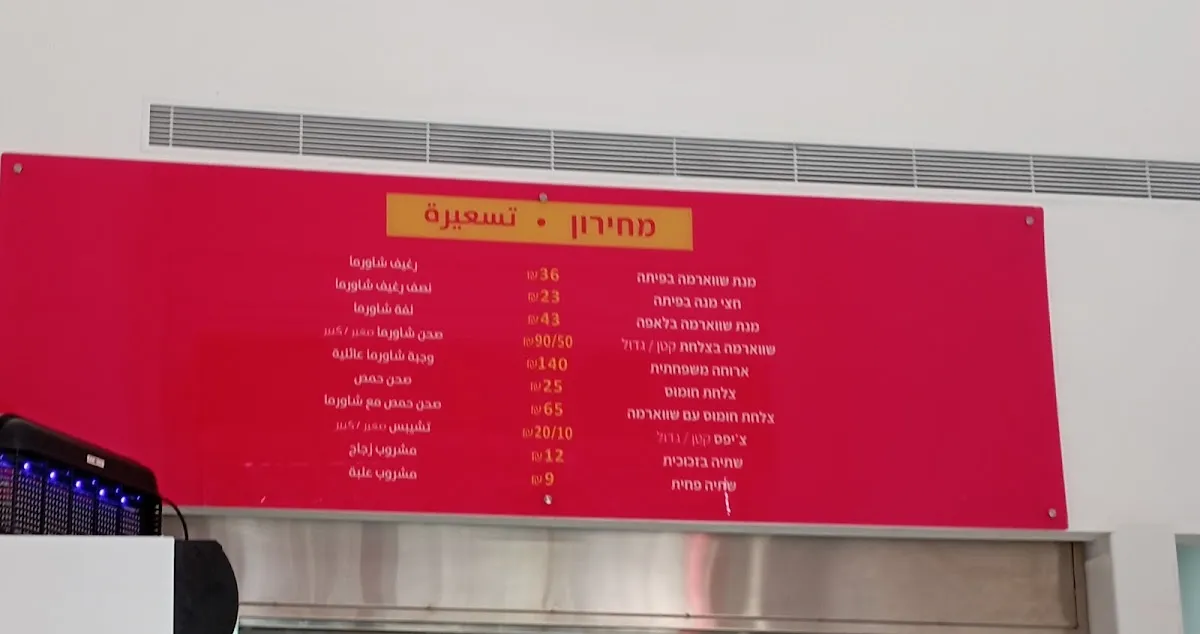 מחירון • تسعيرة
מנת שווארמה בפיתה ₪36 رغيف شاورما
חצי מנה בפיתה ₪23 نصف رغيف شاورما
מנת שווארמה בלאפה ₪43 لفة شاورما
שווארמה בצלחת קטן / גדול ₪90/50 صحن شاورما صغير / كبير
ארוחה משפחתית ₪140 وجبة شاورما عائلية
צלחת חומוס ₪25 صحن حمص
צלחת חומוס עם שווארמה ₪65 صحن حمص مع شاورما
צ'יפס קטן / גדול ₪20/10 تشيبس صغير / كبير
שתיה בזכוכית ₪12 مشروب زجاج
שתיה פחית ₪9 مشروب علبة